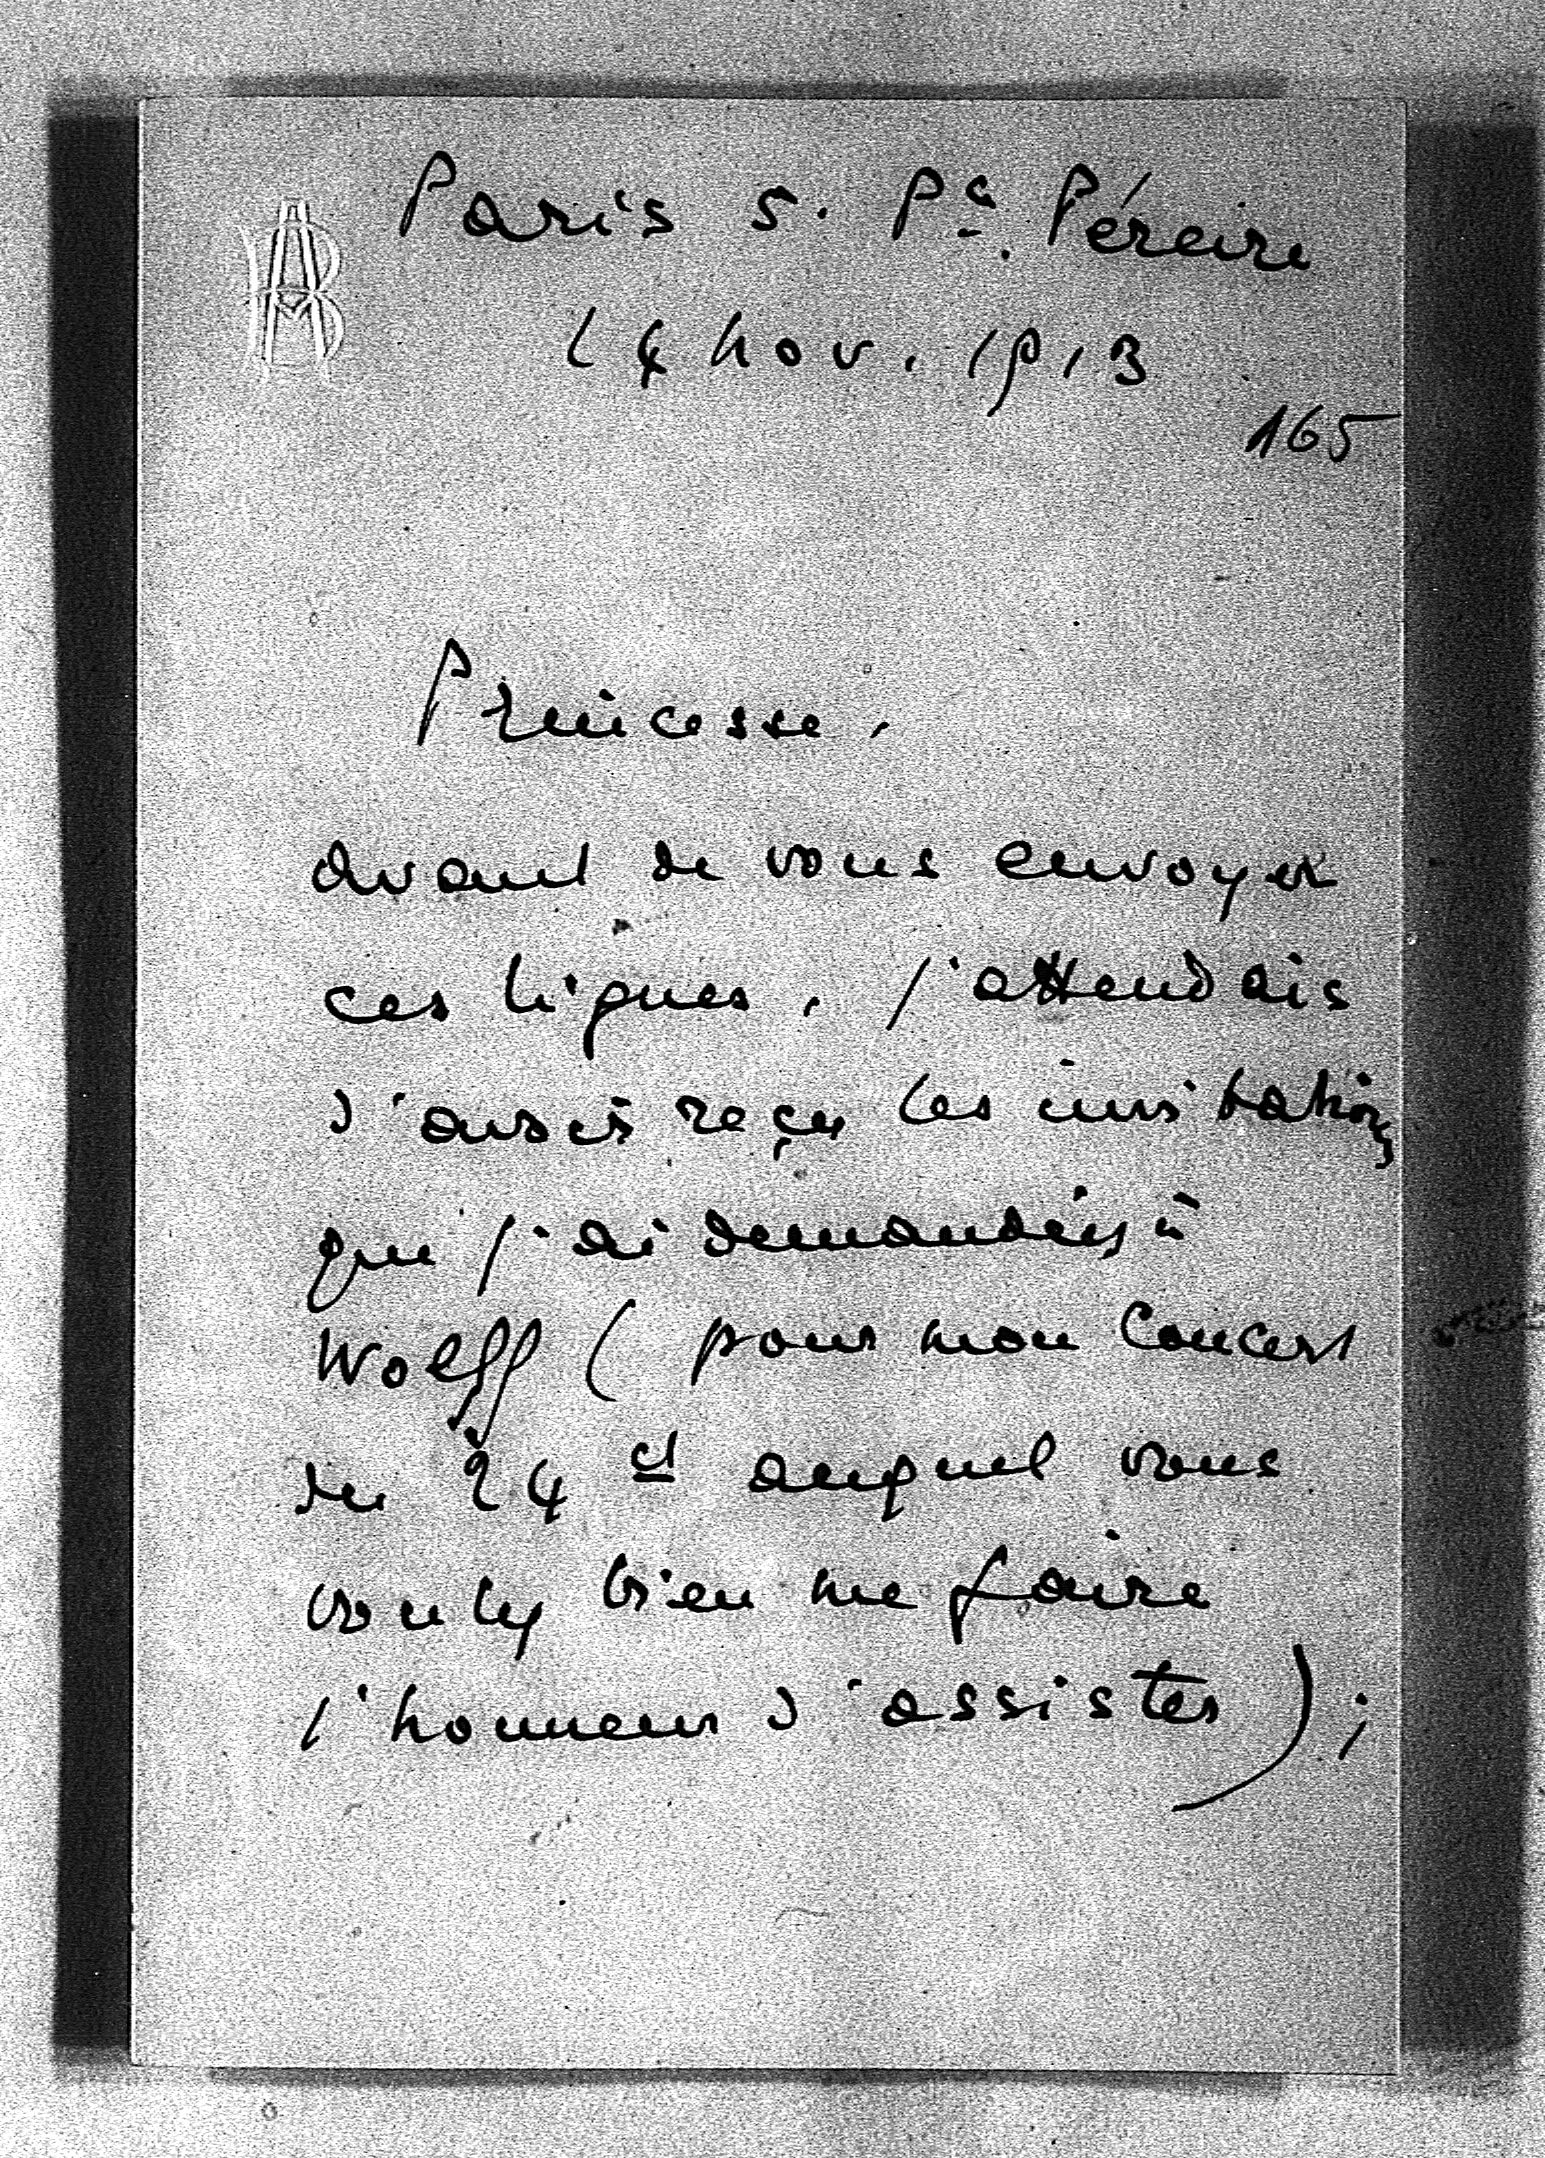 Paris 5. Pce. Péreire
14 nov. 1913
165
Princesse,
avant de vous envoyer
ces lignes, j'attendais
d'avoir reçu les invitations
que j'ai demandées à
Wolff (pour mon Concert
du 24 ct auquel vous
voulez bien me faire
l'honneur d'assister);